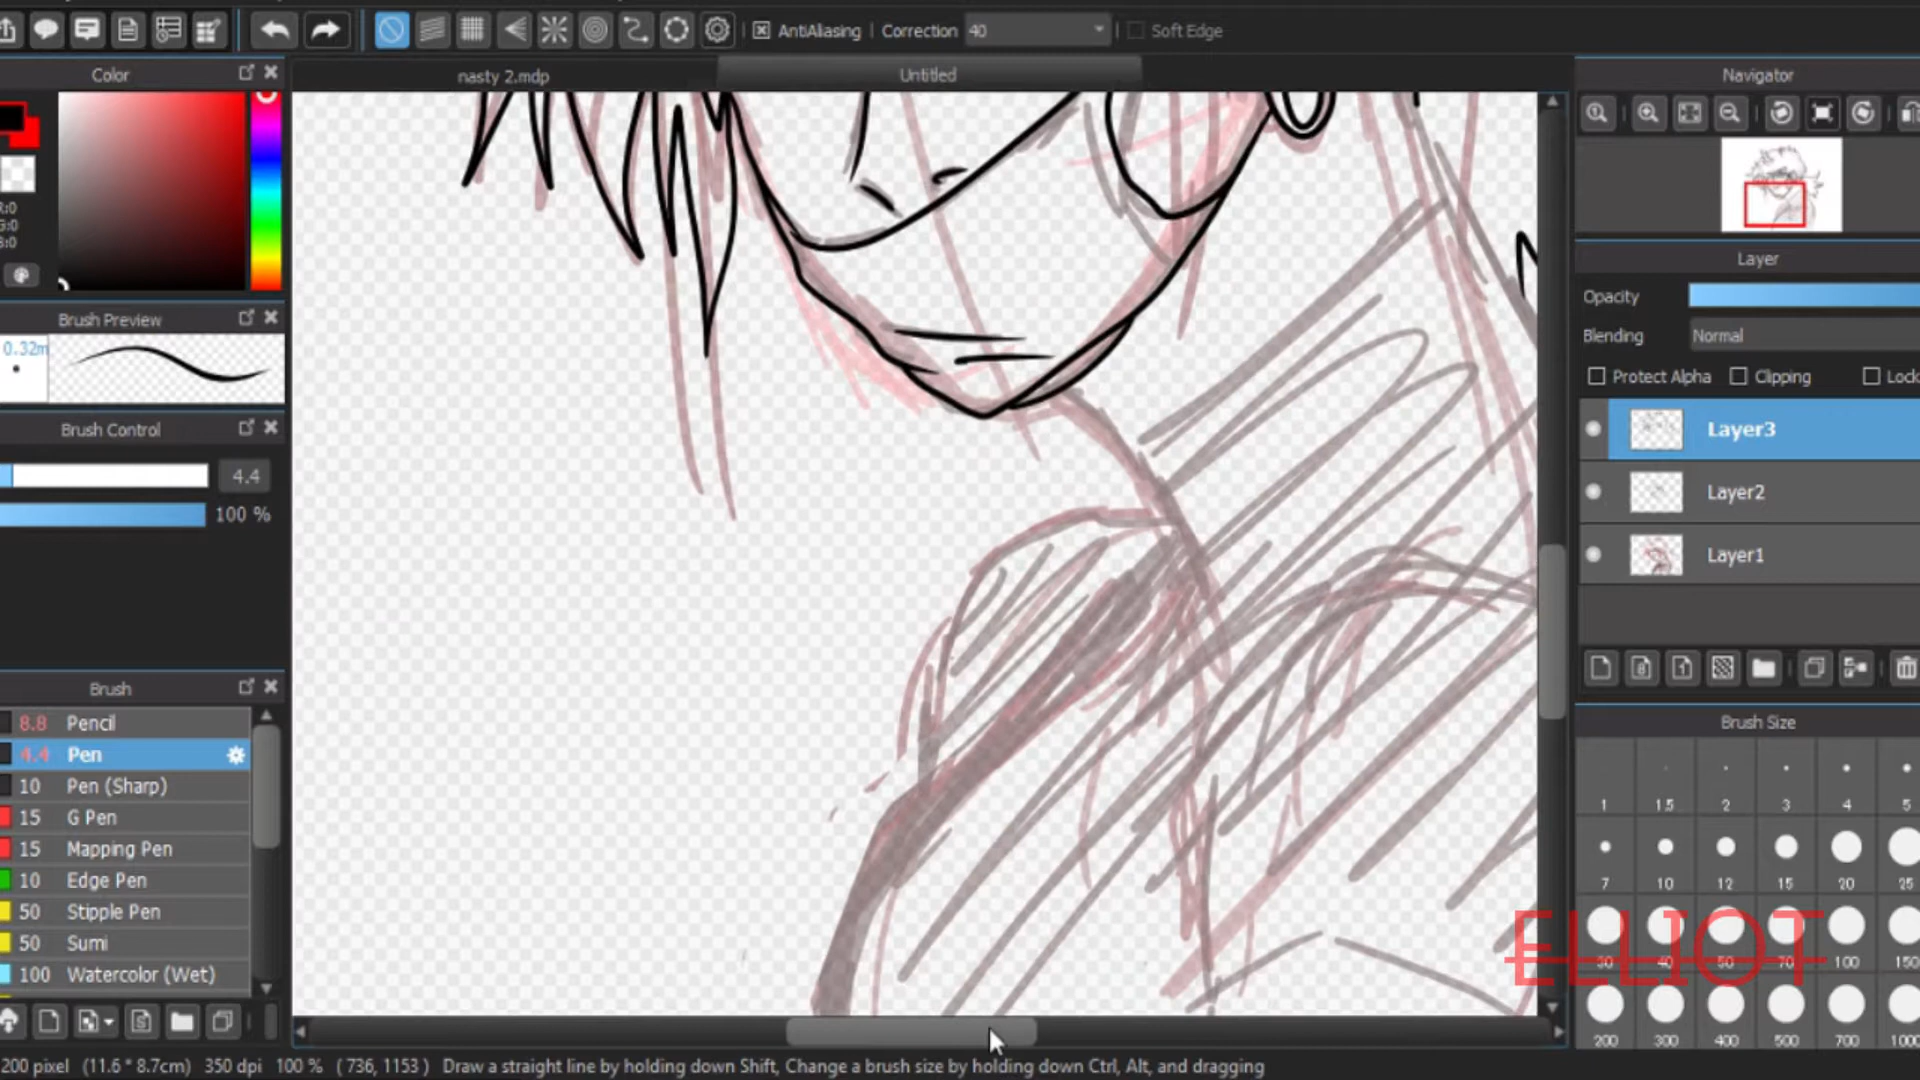 AntiAliasing Correction 40 Soft Edge
Color
nasty 2.mdp Untitled
Navigator
:0
:0
:0
Brush Preview
0.32m
Brush Control
4.4
100 %
Layer
Opacity
Blending Normal
Protect Alpha Clipping Lock
Layer3
Layer2
Layer1
Brush
8.8 Pencil
4.4 Pen
10 Pen (Sharp)
15 G Pen
15 Mapping Pen
10 Edge Pen
50 Stipple Pen
50 Sumi
100 Watercolor (Wet)
Brush Size
1 1.5 2 3 4 5
7 10 12 15 20 25
30 40 50 70 100 150
200 300 400 500 700 1000
ELLIOT
200 pixel (11.6 * 8.7cm) 350 dpi 100 % ( 736, 1153 ) Draw a straight line by holding down Shift, Change a brush size by holding down Ctrl, Alt, and dragging